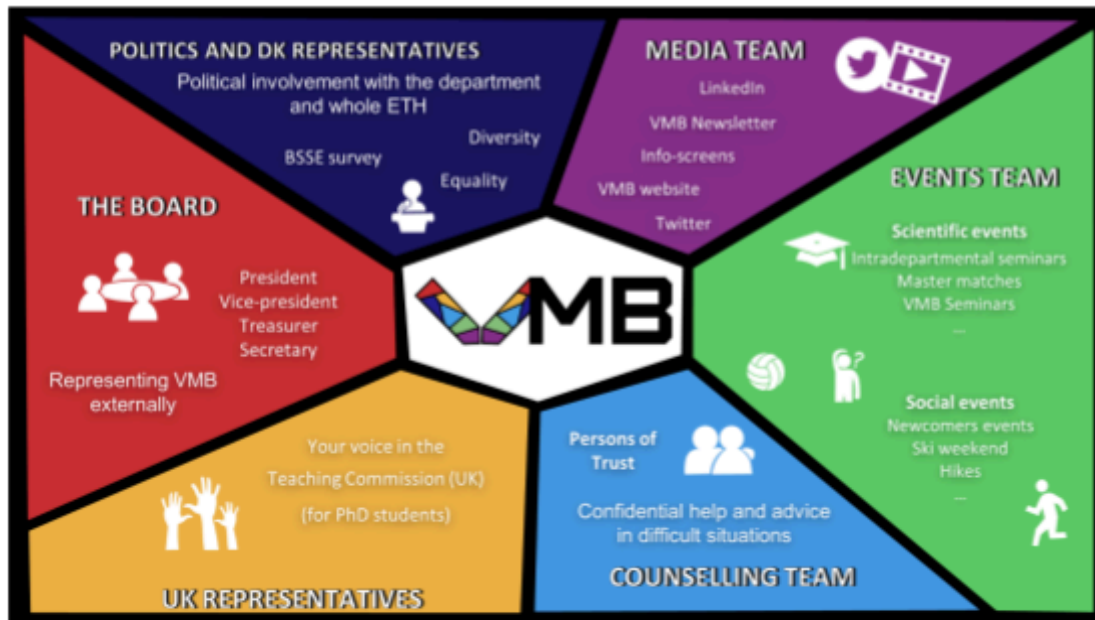 POLITICS AND DK REPRESENTATIVES
Political involvement with the department
and whole ETH
Diversity
BSSE survey
Equality
MEDIA TEAM
LinkedIn
VMB Newsletter
Info-screens
VMB website
Twitter
EVENTS TEAM
Scientific events
Intradepartmental seminars
Master matches
VMB Seminars
...
Social events
Newcomers events
Ski weekend
Hikes
...
THE BOARD
President
Vice-president
Treasurer
Secretary
Representing VMB
externally
VMB
Your voice in the
Teaching Commission (UK)
(for PhD students)
UK REPRESENTATIVES
Persons of
Trust
Confidential help and advice
in difficult situations
COUNSELLING TEAM
?